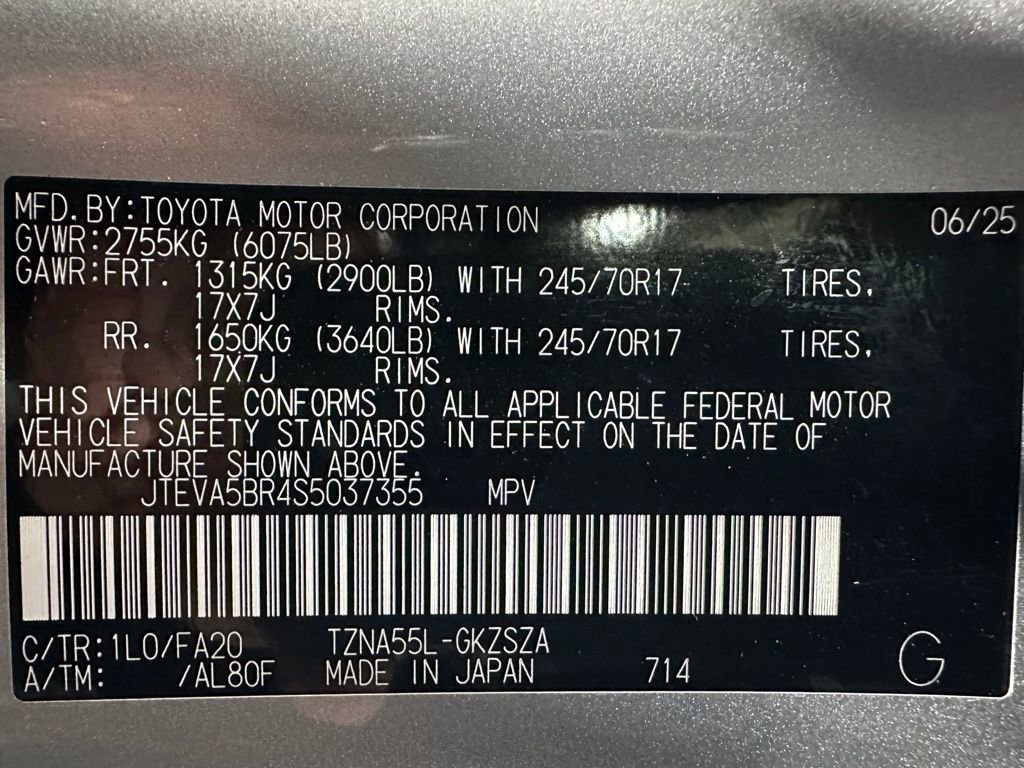 MFD.BY:TOYOTA MOTOR CORPORATION 06/25
GVWR:2755KG (6075LB)
GAWR:FRT. 1315KG (2900LB) WITH 245/70R17 TIRES,
17X7J RIMS.
RR. 1650KG (3640LB) WITH 245/70R17 TIRES,
17X7J RIMS.
THIS VEHICLE CONFORMS TO ALL APPLICABLE FEDERAL MOTOR
VEHICLE SAFETY STANDARDS IN EFFECT ON THE DATE OF
MANUFACTURE SHOWN ABOVE.
JTEVA5BR4S5037355 MPV
C/TR:1L0/FA20 TZNA55L-GKZSZA
A/TM: /AL80F MADE IN JAPAN 714 G